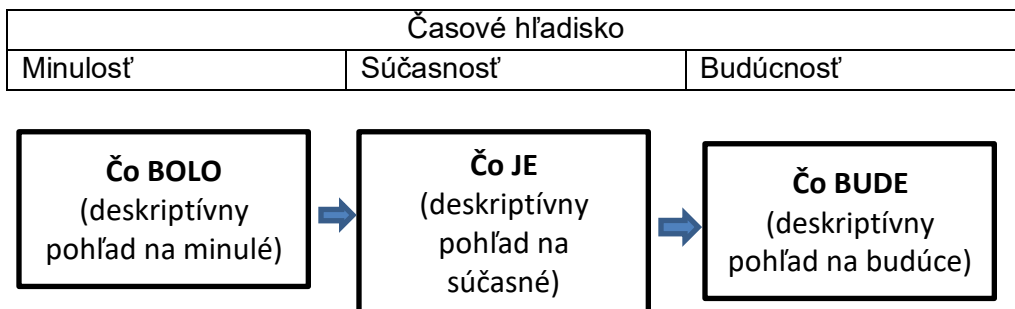 Časové hľadisko
Minulosť
Súčasnosť
Budúcnosť
Čo BOLO
(deskriptívny
pohľad na minulé)
Čo JE
(deskriptívny
pohľad na
súčasné)
Čo BUDE
(deskriptívny
pohľad na budúce)